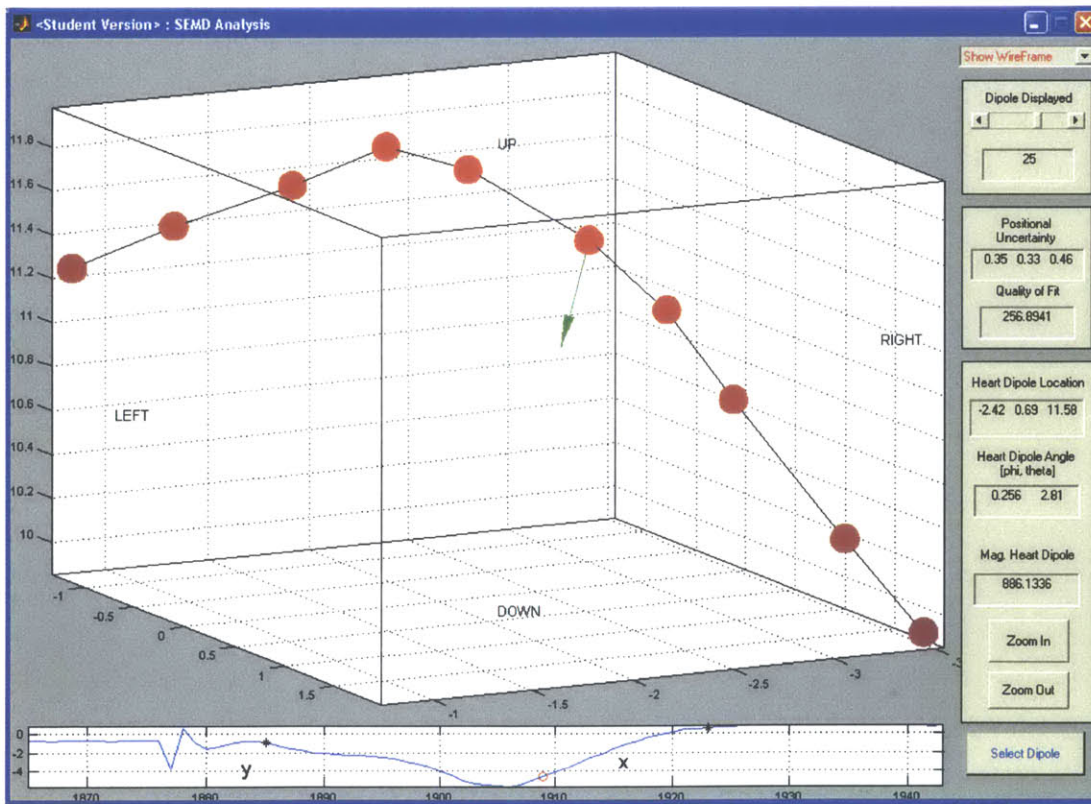 <Student Version> : SEMD Analysis
Show WireFrame
Dipole Displayed
25
Positional
Uncertainty
0.35 0.33 0.46
Quality of Fit
256.8941
Heart Dipole Location
-2.42 0.69 11.58
Heart Dipole Angle
[phi, theta]
0.256 2.81
Mag. Heart Dipole
886.1336
Zoom In
Zoom Out
Select Dipole
UP
RIGHT
LEFT
DOWN
11.8
11.6
11.4
11.2
11
10.8
10.6
10.4
10.2
10
-1
-0.5
0
0.5
1
1.5
-1
-1.5
-2
-2.5
-3
y
x
0
-2
-4
1870 1880 1890 1900 1910 1920 1930 1940